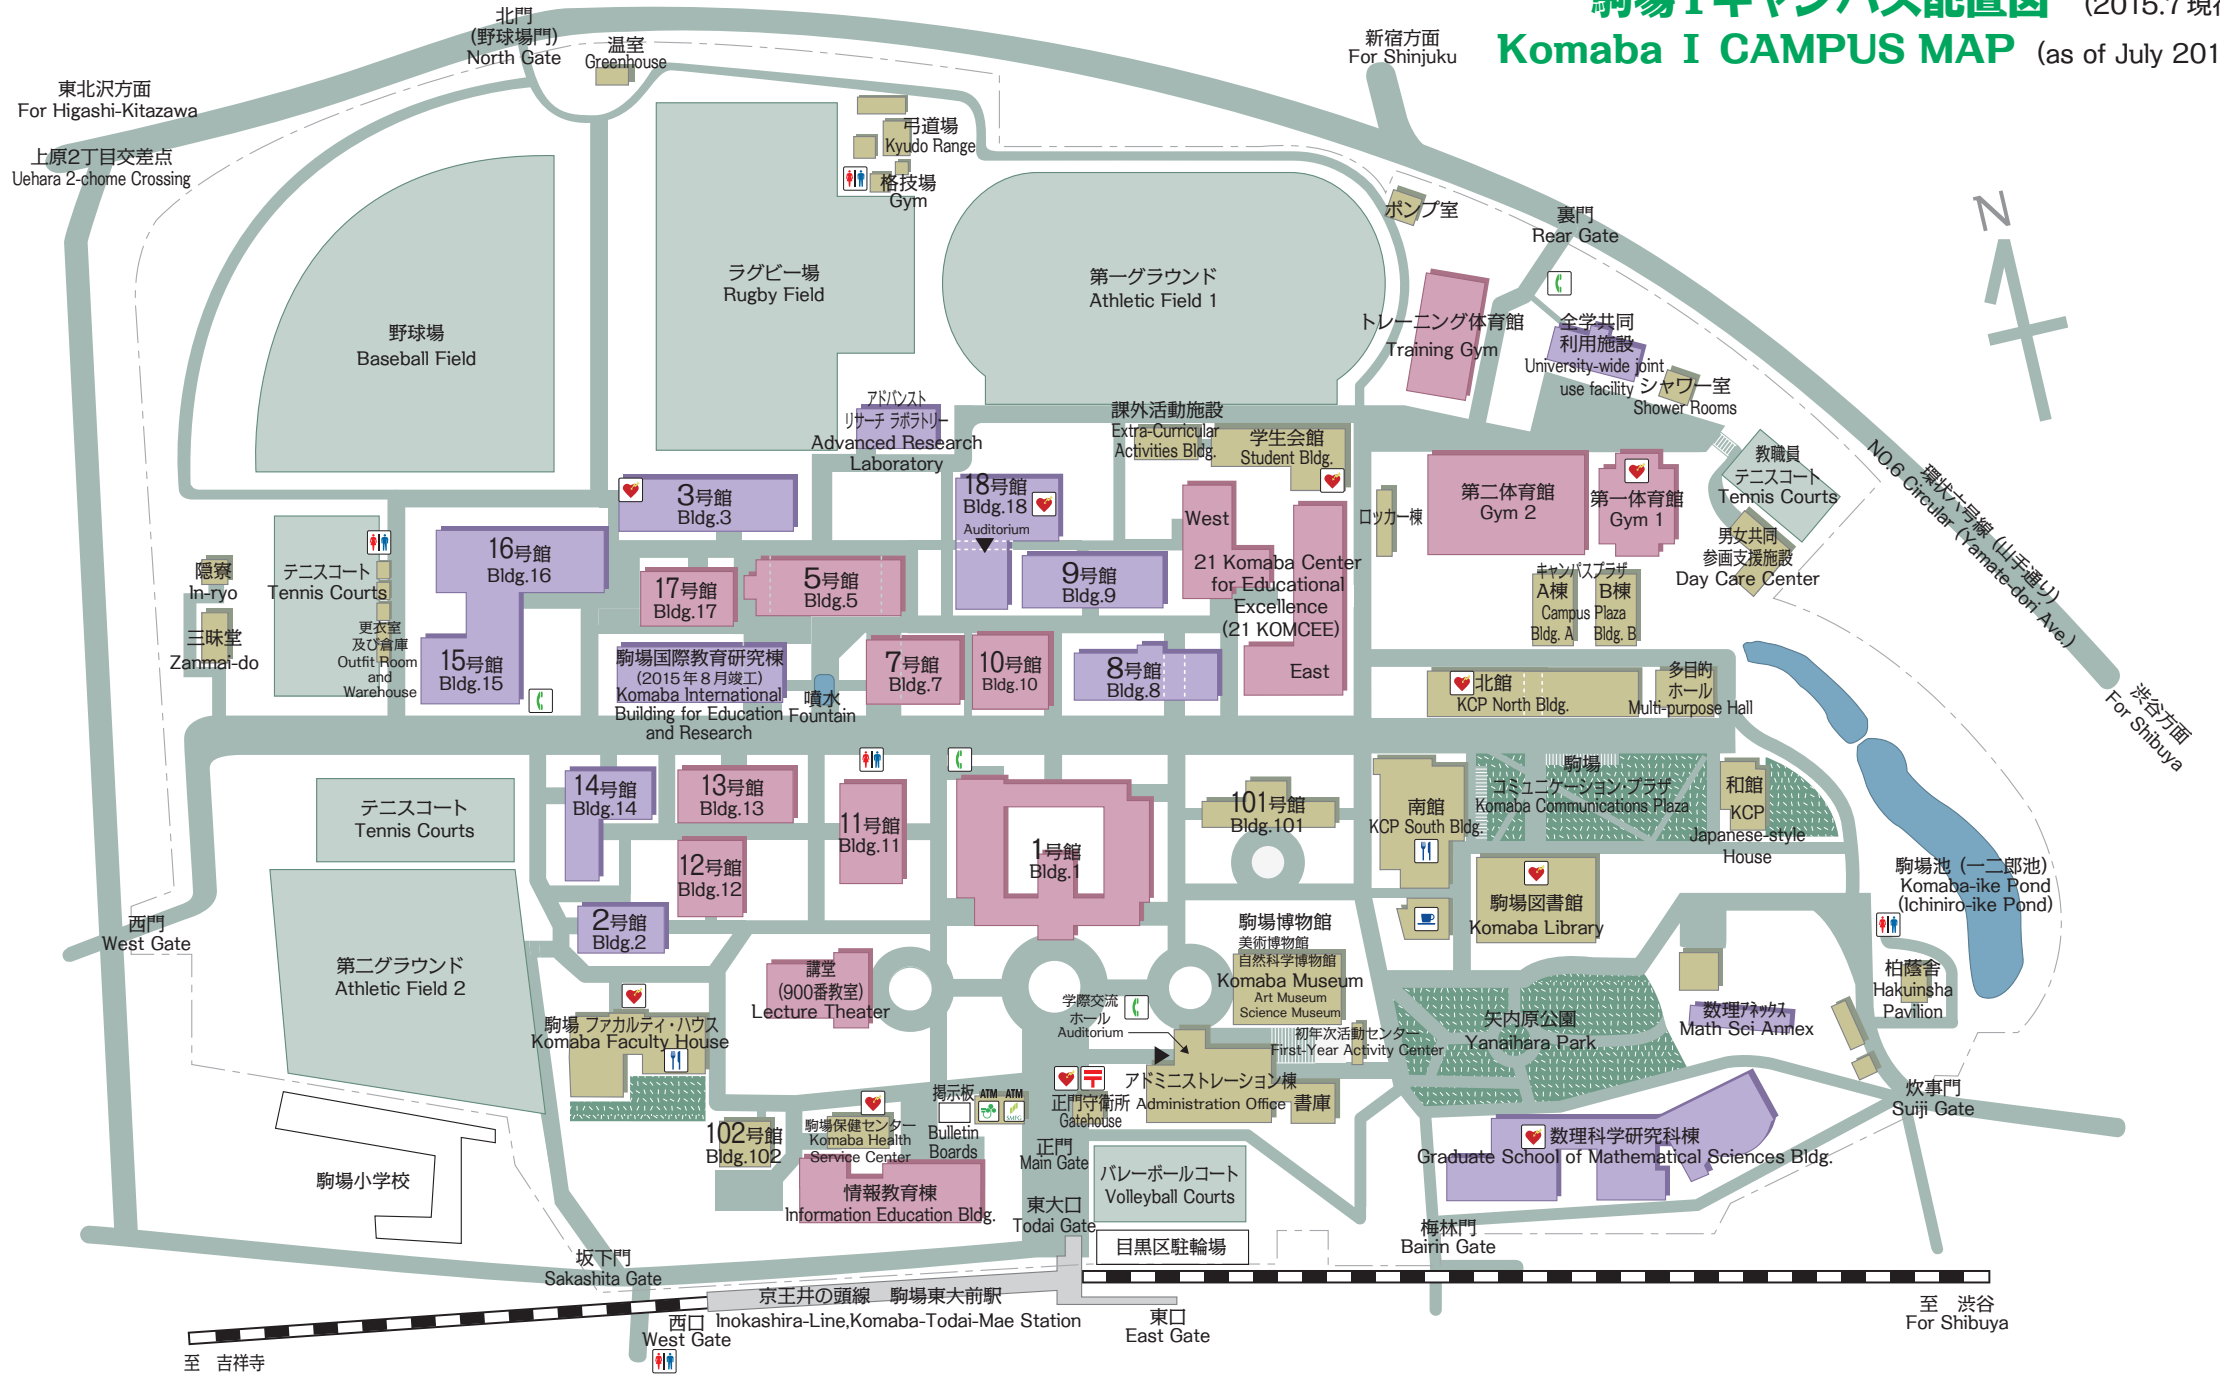 駒場Ⅰキャンパス配置図 (2015.7現在
Komaba Ⅰ CAMPUS MAP (as of July 201
北門
(野球場門)
North Gate
温室
Greenhouse
新宿方面
For Shinjuku
東北沢方面
For Higashi-Kitazawa
上原2丁目交差点
Uehara 2-chome Crossing
弓道場
Kyudo Range
格技場
Gym
ポンプ室
裏門
Rear Gate
N
野球場
Baseball Field
ラグビー場
Rugby Field
第一グラウンド
Athletic Field 1
トレーニング体育館
Training Gym
全学共同
利用施設
University-wide joint
use facility
シャワー室
Shower Rooms
アドバンスト
リサーチ ラボラトリー
Advanced Research
Laboratory
課外活動施設
Extra-Curricular
Activities Bldg.
学生会館
Student Bldg.
教職員
テニスコート
Tennis Courts
環状六号線 (山手通り)
NO.6 Circular (Yamate-dori Ave.)
3号館
Bldg.3
18号館
Bldg.18
Auditorium
West
ロッカー棟
第二体育館
Gym 2
第一体育館
Gym 1
男女共同
参画支援施設
Day Care Center
隠寮
In-ryo
テニスコート
Tennis Courts
16号館
Bldg.16
17号館
Bldg.17
5号館
Bldg.5
9号館
Bldg.9
21 Komaba Center
for Educational
Excellence
(21 KOMCEE)
East
キャンパスプラザ
A棟
B棟
Campus Plaza
Bldg. A
Bldg. B
三昧堂
Zanmai-do
更衣室
及び倉庫
Outfit Room
and
Warehouse
15号館
Bldg.15
駒場国際教育研究棟
(2015年8月竣工)
Komaba International
Building for Education
and Research
噴水
Fountain
7号館
Bldg.7
10号館
Bldg.10
8号館
Bldg.8
北館
KCP North Bldg.
多目的
ホール
Multi-purpose Hall
渋谷方面
For Shibuya
テニスコート
Tennis Courts
14号館
Bldg.14
13号館
Bldg.13
11号館
Bldg.11
12号館
Bldg.12
1号館
Bldg.1
101号館
Bldg.101
南館
KCP South Bldg.
駒場
コミュニケーション・プラザ
Komaba Communications Plaza
和館
KCP
Japanese-style
House
駒場池 (一二郎池)
Komaba-ike Pond
(Ichiniro-ike Pond)
西門
West Gate
2号館
Bldg.2
駒場図書館
Komaba Library
第二グラウンド
Athletic Field 2
講堂
(900番教室)
Lecture Theater
駒場博物館
美術博物館
自然科学博物館
Komaba Museum
Art Museum
Science Museum
学際交流
ホール
Auditorium
初年次活動センター
First-Year Activity Center
矢内原公園
Yanaihara Park
数理アネックス
Math Sci Annex
柏蔭舎
Hakuinsha
Pavilion
駒場 ファカルティ・ハウス
Komaba Faculty House
アドミニストレーション棟
Administration Office
書庫
炊事門
Suiji Gate
102号館
Bldg.102
駒場保健センター
Komaba Health
Service Center
掲示板
Bulletin
Boards
ATM
ATM
SMFG
正門守衛所
Gatehouse
正門
Main Gate
数理科学研究科棟
Graduate School of Mathematical Sciences Bldg.
駒場小学校
情報教育棟
Information Education Bldg.
東大口
Todai Gate
バレーボールコート
Volleyball Courts
目黒区駐輪場
梅林門
Bairin Gate
坂下門
Sakashita Gate
京王井の頭線 駒場東大前駅
Inokashira-Line,Komaba-Todai-Mae Station
西口
West Gate
東口
East Gate
至 吉祥寺
至 渋谷
For Shibuya